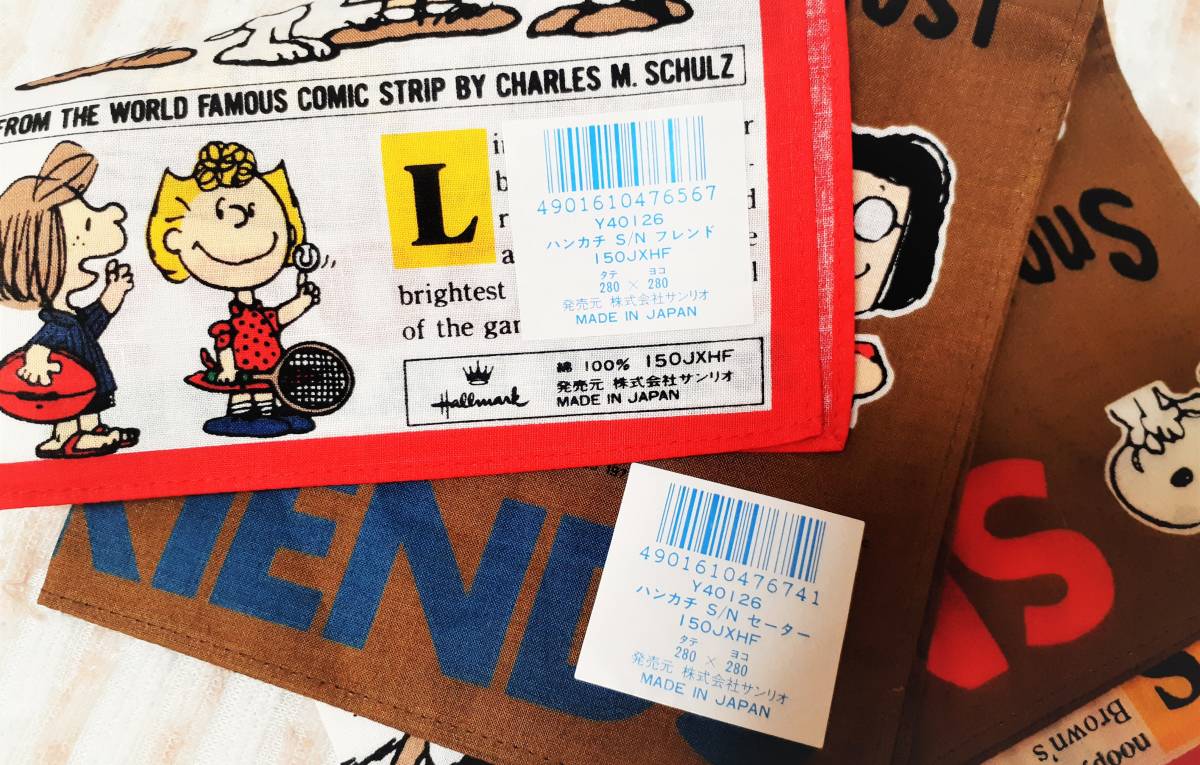 FROM THE WORLD FAMOUS COMIC STRIP BY CHARLES M. SCHULZ
L
brightest
of the
4901610476567
Y40126
ハンカチ S/N フレンド
150JXHF
タテ ヨコ
280 × 280
発売元 株式会社サンリオ
MADE IN JAPAN
Hallmark
綿 100% 150JXHF
発売元 株式会社サンリオ
MADE IN JAPAN
4901610476741
Y40126
ハンカチ S/N セーター
150JXHF
タテ ヨコ
280 × 280
発売元 株式会社サンリオ
MADE IN JAPAN
Brown's